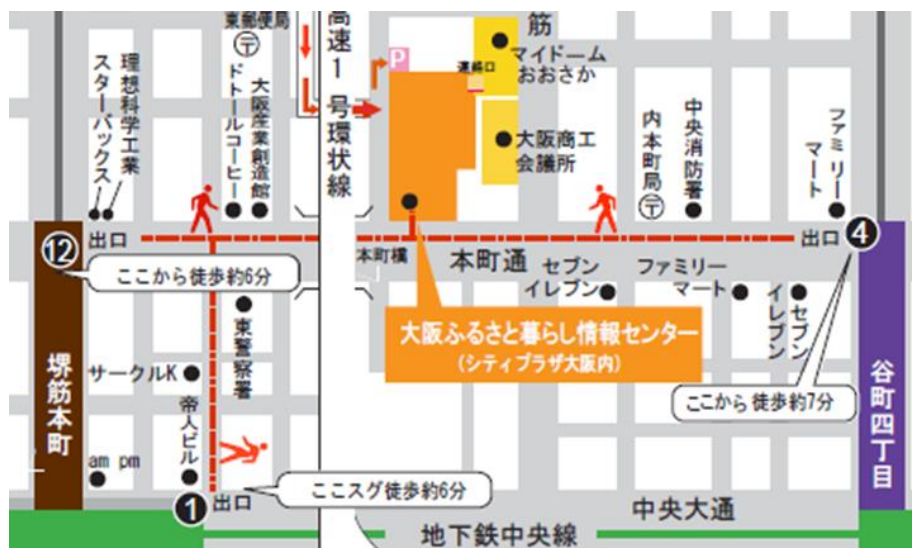 東郵便局
〒
ドトールコーヒー
大阪産業創造館
理想科学工業
スターバックス
高速1号環状線
P
連絡口
筋
マイドーム
おおさか
大阪商工
会議所
内本町局
〒
中央消防署
ファミリー
マート
12
出口
ここから徒歩約6分
本町橋
本町通
出口
4
セブン
イレブン
ファミリー
マート
セブン
イレブン
東警察署
大阪ふるさと暮らし情報センター
(シティプラザ大阪内)
堺筋本町
サークルK
帝人ビル
am pm
ここから徒歩約7分
谷町四丁目
1
出口
ここスグ徒歩約6分
中央大通
地下鉄中央線